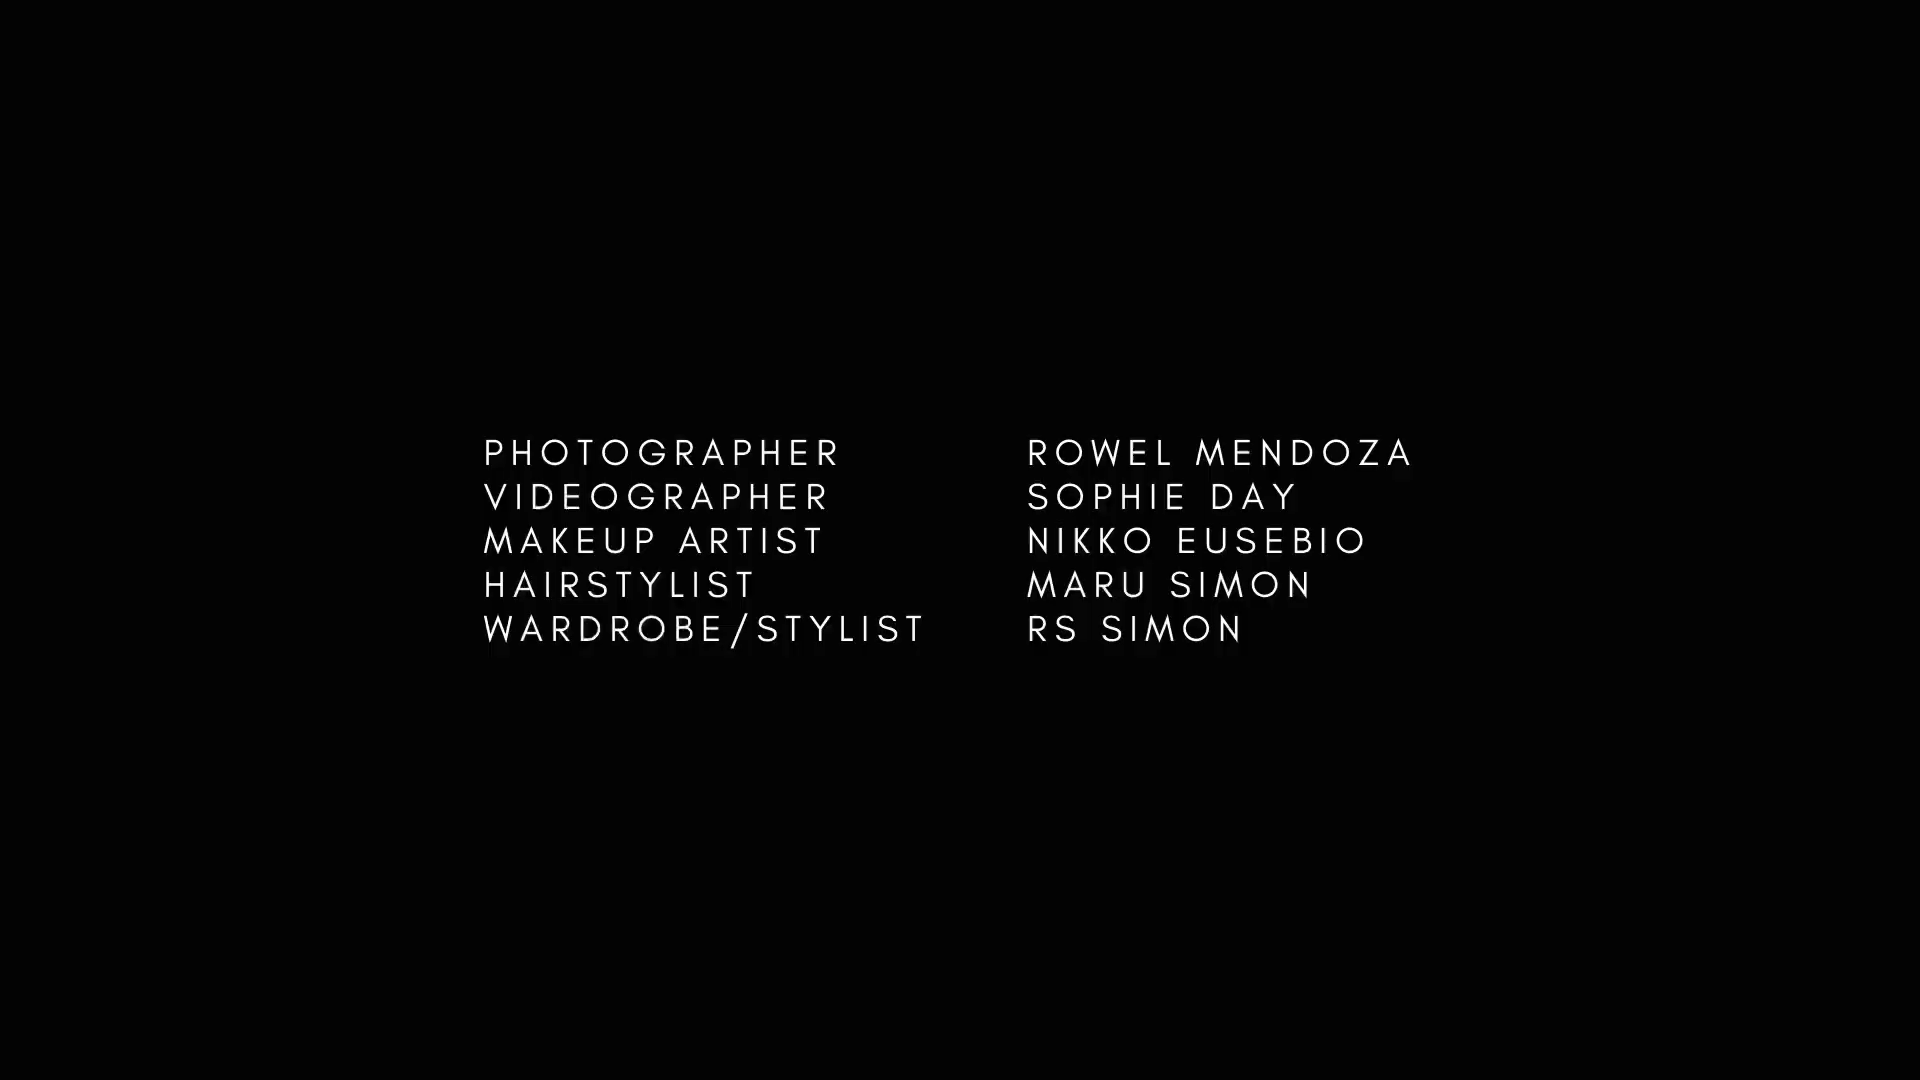 PHOTOGRAPHER ROWEL MENDOZA
VIDEOGRAPHER SOPHIE DAY
MAKEUP ARTIST NIKKO EUSEBIO
HAIRSTYLIST MARU SIMON
WARDROBE/STYLIST RS SIMON